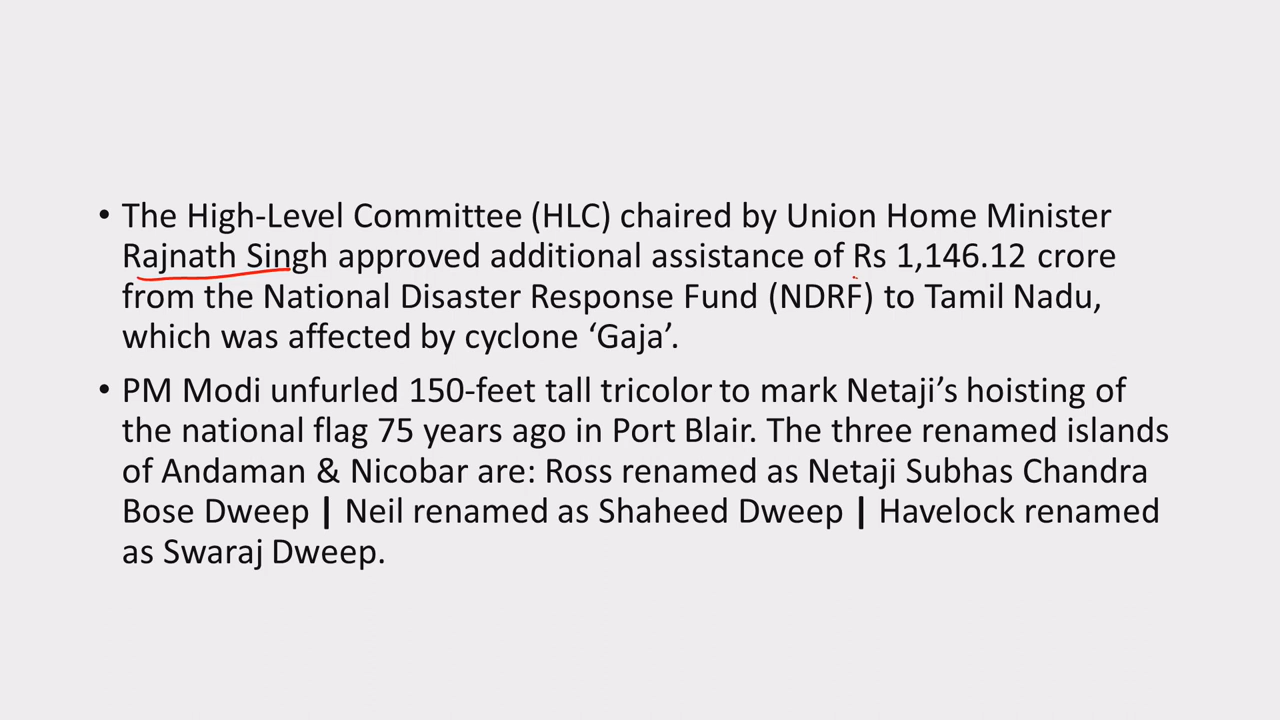 • The High-Level Committee (HLC) chaired by Union Home Minister
Rajnath Singh approved additional assistance of Rs 1,146.12 crore
from the National Disaster Response Fund (NDRF) to Tamil Nadu,
which was affected by cyclone ‘Gaja’.
• PM Modi unfurled 150-feet tall tricolor to mark Netaji’s hoisting of
the national flag 75 years ago in Port Blair. The three renamed islands
of Andaman & Nicobar are: Ross renamed as Netaji Subhas Chandra
Bose Dweep | Neil renamed as Shaheed Dweep | Havelock renamed
as Swaraj Dweep.